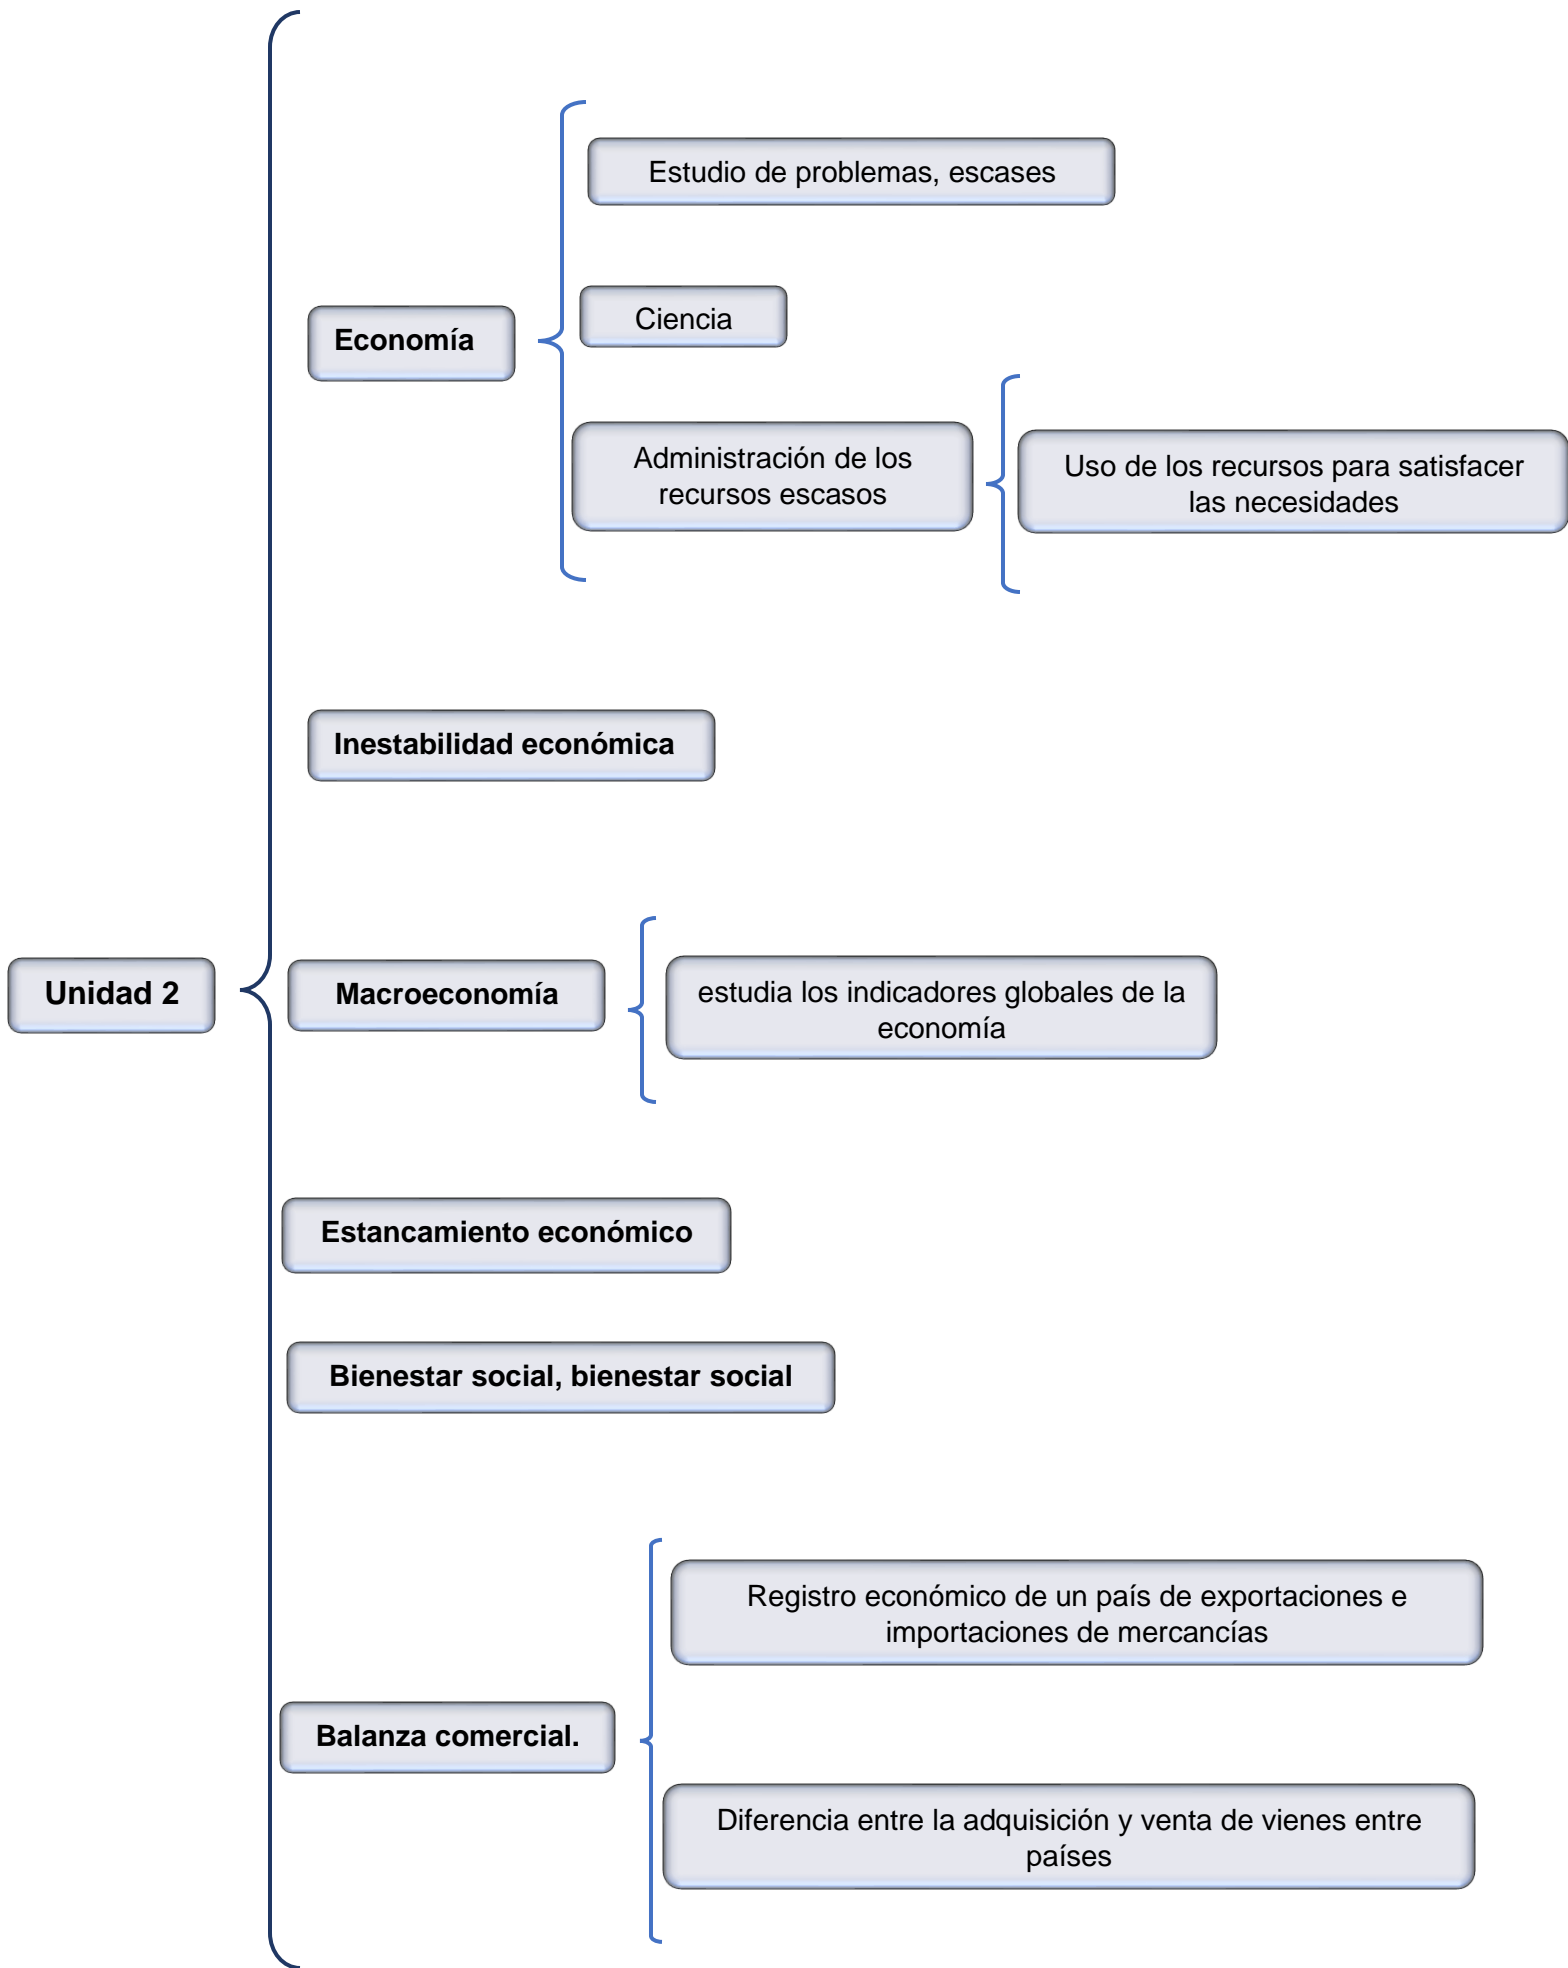 Estudio de problemas, escases
Ciencia
Economía
Administración de los
recursos escasos
Uso de los recursos para satisfacer
las necesidades
Inestabilidad económica
Unidad 2
Macroeconomía
estudia los indicadores globales de la
economía
Estancamiento económico
Bienestar social, bienestar social
Registro económico de un país de exportaciones e
importaciones de mercancías
Balanza comercial.
Diferencia entre la adquisición y venta de vienes entre
países